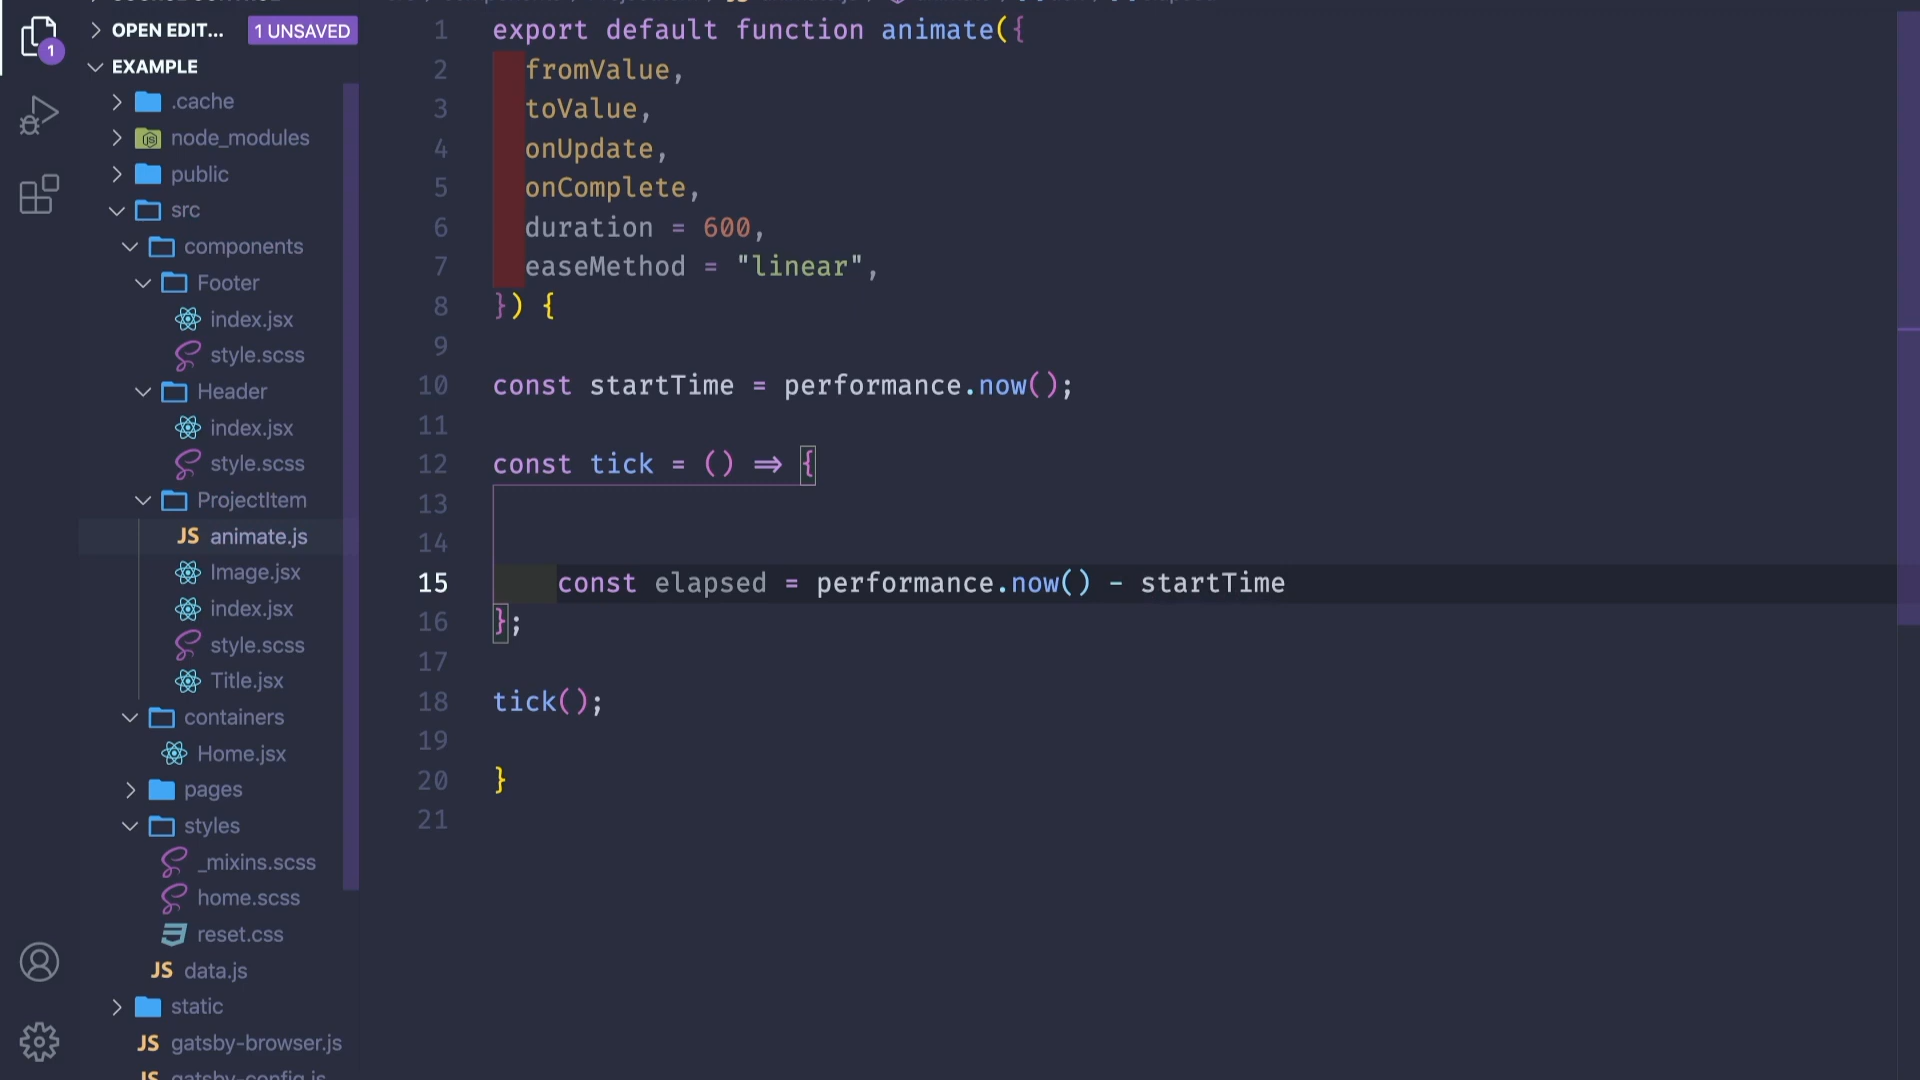 OPEN EDIT... 1 UNSAVED
1
EXAMPLE
.cache
node_modules
public
src
components
Footer
index.jsx
style.scss
Header
index.jsx
style.scss
ProjectItem
JS animate.js
Image.jsx
index.jsx
style.scss
Title.jsx
containers
Home.jsx
pages
styles
_mixins.scss
home.scss
reset.css
JS data.js
static
JS gatsby-browser.js
JS gatsby-config.js
1 export default function animate({
2 fromValue,
3 toValue,
4 onUpdate,
5 onComplete,
6 duration = 600,
7 easeMethod = "linear",
8 }) {
9
10 const startTime = performance.now();
11
12 const tick = () => {
13
14
15 const elapsed = performance.now() - startTime
16 };
17
18 tick();
19
20 }
21